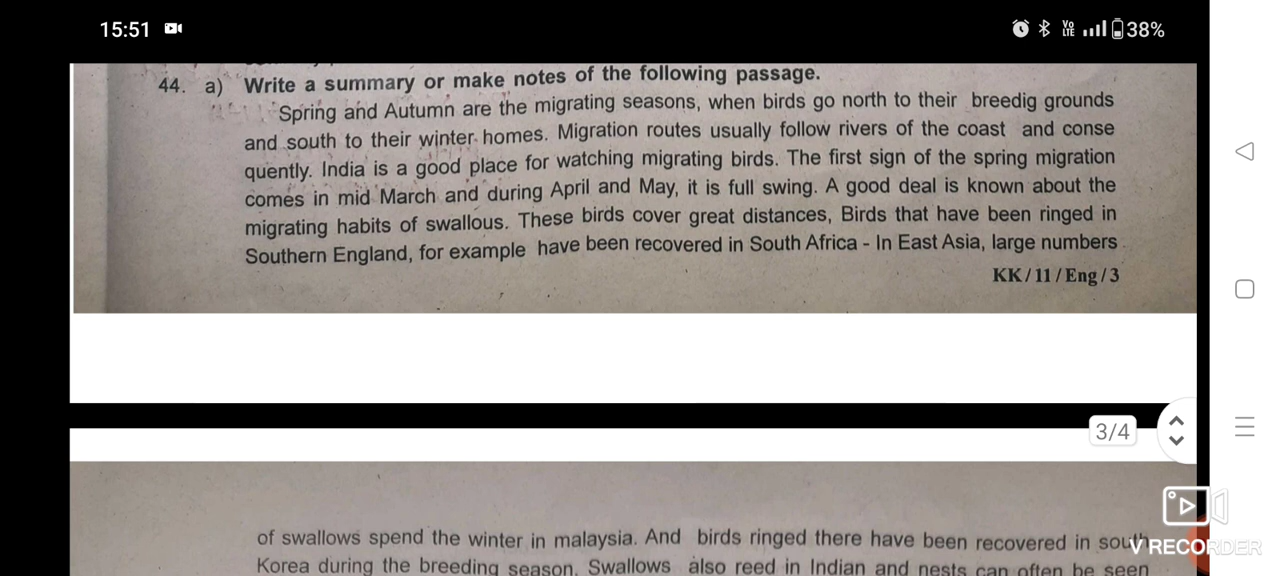 15:51
Vo LTE 38%
44. a) Write a summary or make notes of the following passage.
Spring and Autumn are the migrating seasons, when birds go north to their breedig grounds
and south to their winter homes. Migration routes usually follow rivers of the coast and conse
quently. India is a good place for watching migrating birds. The first sign of the spring migration
comes in mid March and during April and May, it is full swing. A good deal is known about the
migrating habits of swallous. These birds cover great distances, Birds that have been ringed in
Southern England, for example have been recovered in South Africa - In East Asia, large numbers
KK / 11 / Eng / 3
3/4
of swallows spend the winter in malaysia. And birds ringed there have been recovered in south
Korea during the breeding season. Swallows also reed in Indian and nests can often be seen
V RECORDER